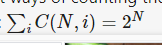 : ∑ᵢ C(N, i) = 2ᴺ